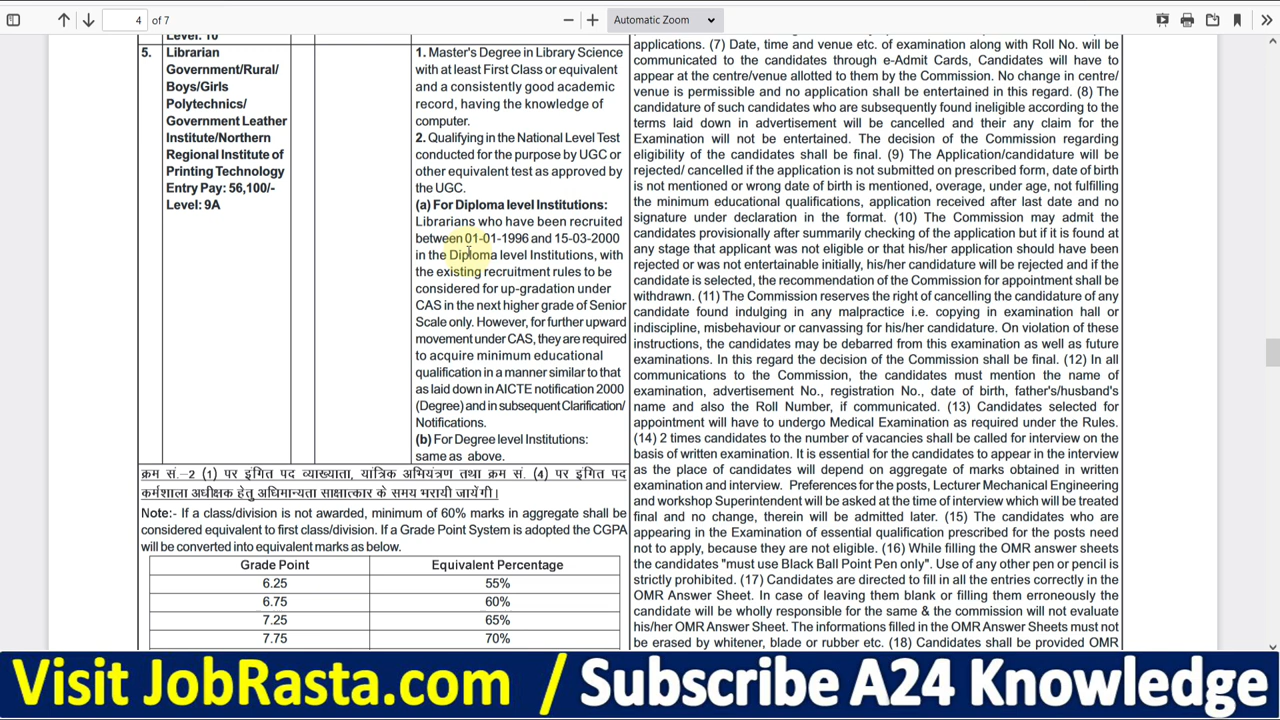 4 of 7
Automatic Zoom
Level: 10
5. Librarian
Government/Rural/
Boys/Girls
Polytechnics/
Government Leather
Institute/Northern
Regional Institute of
Printing Technology
Entry Pay: 56,100/-
Level: 9A
1. Master's Degree in Library Science
with at least First Class or equivalent
and a consistently good academic
record, having the knowledge of
computer.
2. Qualifying in the National Level Test
conducted for the purpose by UGC or
other equivalent test as approved by
the UGC.
(a) For Diploma level Institutions:
Librarians who have been recruited
between 01-01-1996 and 15-03-2000
in the Diploma level Institutions, with
the existing recruitment rules to be
considered for up-gradation under
CAS in the next higher grade of Senior
Scale only. However, for further upward
movement under CAS, they are required
to acquire minimum educational
qualification in a manner similar to that
as laid down in AICTE notification 2000
(Degree) and in subsequent Clarification/
Notifications.
(b) For Degree level Institutions:
same as above.
क्रम सं.–2 (1) पर इंगित पद व्याख्याता, यांत्रिक अभियंत्रण तथा क्रम सं. (4) पर इंगित पद
कर्मशाला अधीक्षक हेतु अधिमान्यता साक्षात्कार के समय भरायी जायेंगी।
Note:- If a class/division is not awarded, minimum of 60% marks in aggregate shall be
considered equivalent to first class/division. If a Grade Point System is adopted the CGPA
will be converted into equivalent marks as below.
Grade Point Equivalent Percentage
6.25 55%
6.75 60%
7.25 65%
7.75 70%
applications. (7) Date, time and venue etc. of examination along with Roll No. will be
communicated to the candidates through e-Admit Cards, Candidates will have to
appear at the centre/venue allotted to them by the Commission. No change in centre/
venue is permissible and no application shall be entertained in this regard. (8) The
candidature of such candidates who are subsequently found ineligible according to the
terms laid down in advertisement will be cancelled and their any claim for the
Examination will not be entertained. The decision of the Commission regarding
eligibility of the candidates shall be final. (9) The Application/candidature will be
rejected/ cancelled if the application is not submitted on prescribed form, date of birth
is not mentioned or wrong date of birth is mentioned, overage, under age, not fulfilling
the minimum educational qualifications, application received after last date and no
signature under declaration in the format. (10) The Commission may admit the
candidates provisionally after summarily checking of the application but if it is found at
any stage that applicant was not eligible or that his/her application should have been
rejected or was not entertainable initially, his/her candidature will be rejected and if the
candidate is selected, the recommendation of the Commission for appointment shall be
withdrawn. (11) The Commission reserves the right of cancelling the candidature of any
candidate found indulging in any malpractice i.e. copying in examination hall or
indiscipline, misbehaviour or canvassing for his/her candidature. On violation of these
instructions, the candidates may be debarred from this examination as well as future
examinations. In this regard the decision of the Commission shall be final. (12) In all
communications to the Commission, the candidates must mention the name of
examination, advertisement No., registration No., date of birth, father's/husband's
name and also the Roll Number, if communicated. (13) Candidates selected for
appointment will have to undergo Medical Examination as required under the Rules.
(14) 2 times candidates to the number of vacancies shall be called for interview on the
basis of written examination. It is essential for the candidates to appear in the interview
as the place of candidates will depend on aggregate of marks obtained in written
examination and interview. Preferences for the posts, Lecturer Mechanical Engineering
and workshop Superintendent will be asked at the time of interview which will be treated
final and no change, therein will be admitted later. (15) The candidates who are
appearing in the Examination of essential qualification prescribed for the posts need
not to apply, because they are not eligible. (16) While filling the OMR answer sheets
the candidates "must use Black Ball Point Pen only". Use of any other pen or pencil is
strictly prohibited. (17) Candidates are directed to fill in all the entries correctly in the
OMR Answer Sheet. In case of leaving them blank or filling them erroneously the
candidate will be wholly responsible for the same & the commission will not evaluate
his/her OMR Answer Sheet. The informations filled in the OMR Answer Sheets must not
be erased by whitener, blade or rubber etc. (18) Candidates shall be provided OMR
Visit JobRasta.com / Subscribe A24 Knowledge